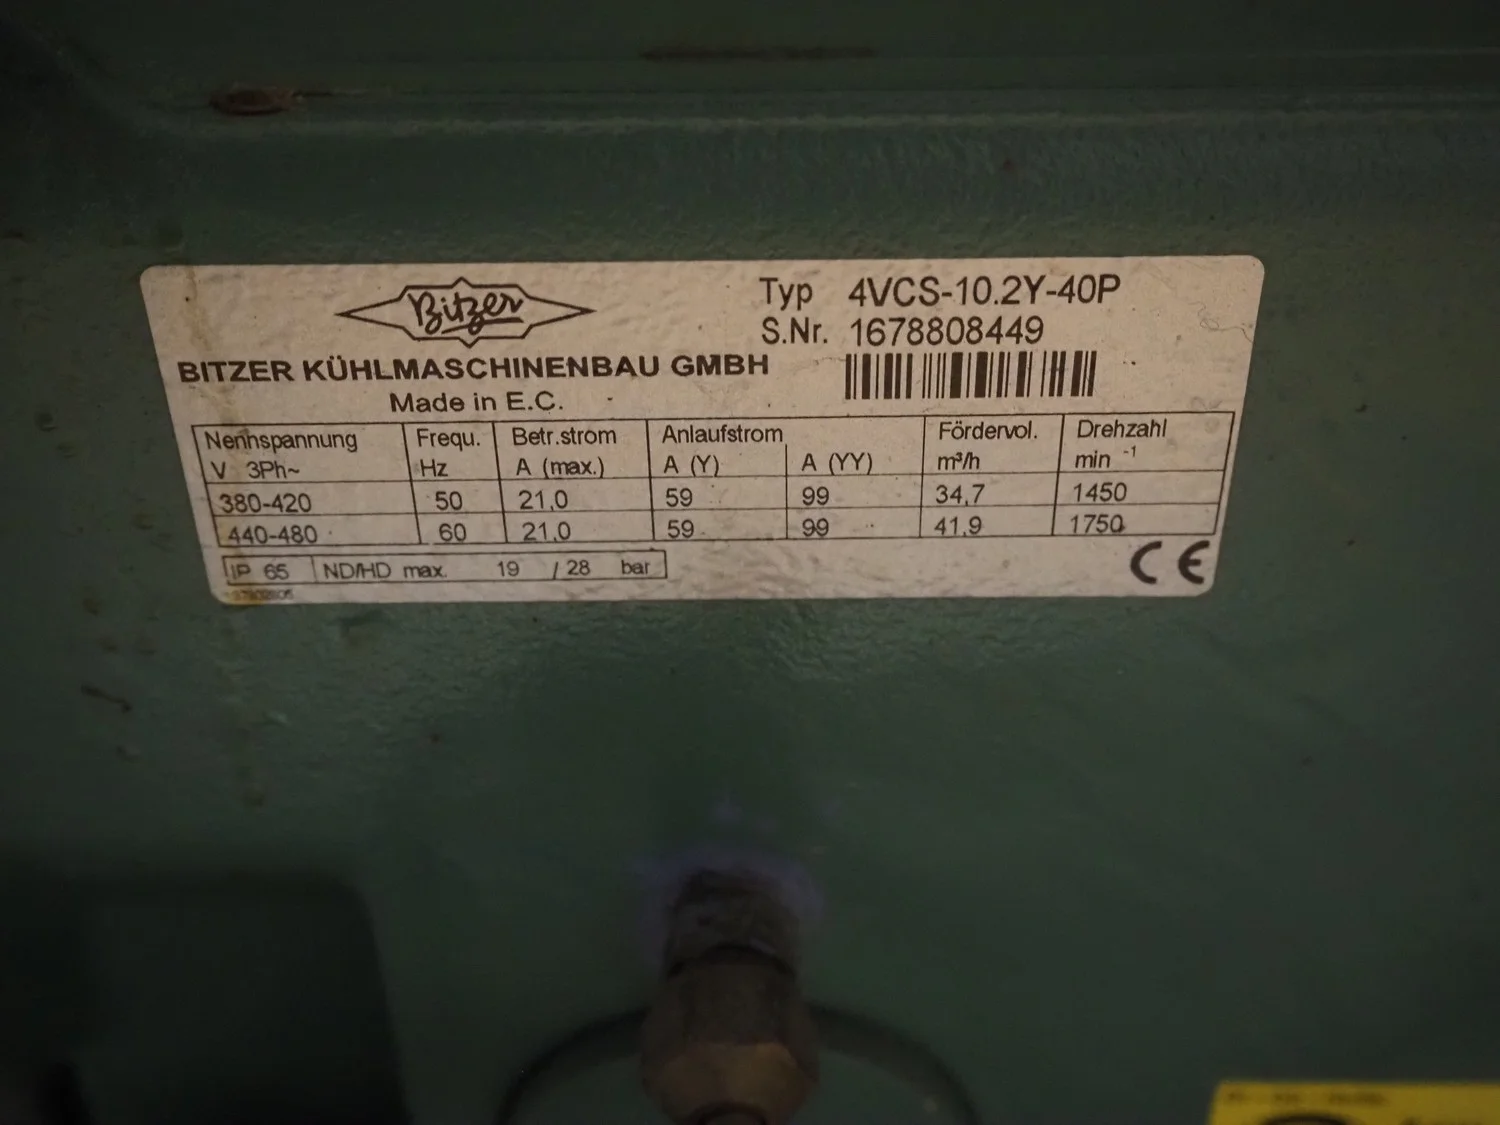 Bitzer
Typ 4VCS-10.2Y-40P
S.Nr. 1678808449
BITZER KÜHLMASCHINENBAU GMBH
Made in E.C.
Nennspannung Frequ. Betr.strom Anlaufstrom Fördervol. Drehzahl
V 3Ph~ Hz A (max.) A (Y) A (YY) m³/h min -1
380-420 50 21,0 59 99 34,7 1450
440-480 60 21,0 59 99 41,9 1750
IP 65 ND/HD max. 19 / 28 bar
CE